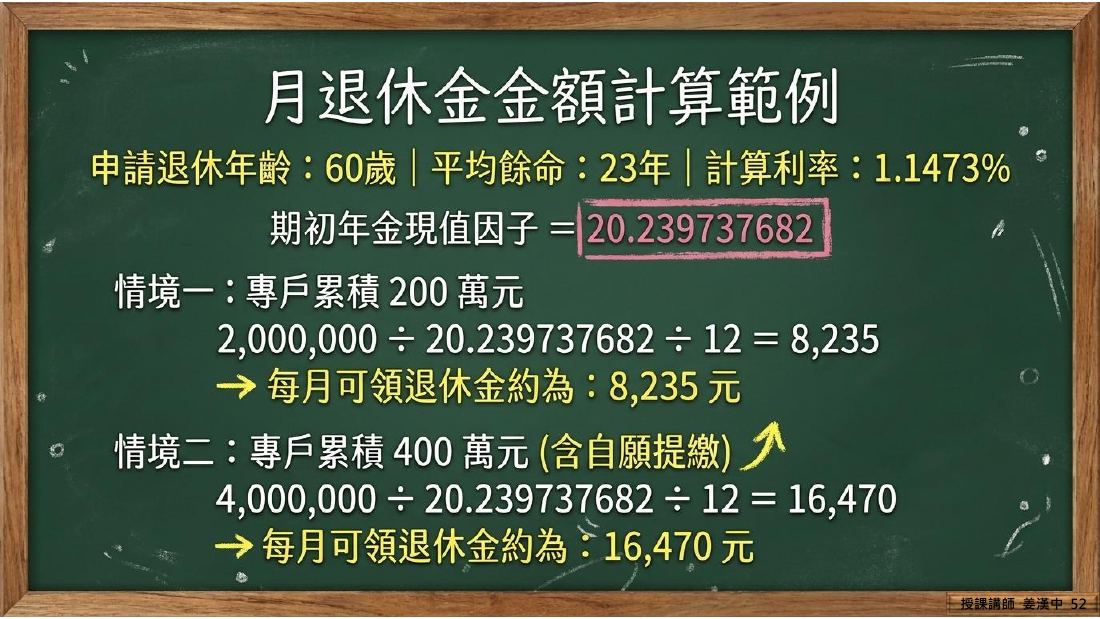 月退休金金額計算範例
申請退休年齡：60歲｜平均餘命：23年｜計算利率：1.1473%
期初年金現值因子 = 20.239737682
情境一：專戶累積 200 萬元
2,000,000 ÷ 20.239737682 ÷ 12 = 8,235
→ 每月可領退休金約為：8,235 元
情境二：專戶累積 400 萬元 (含自願提繳)
4,000,000 ÷ 20.239737682 ÷ 12 = 16,470
→ 每月可領退休金約為：16,470 元
授課講師 姜漢中 52